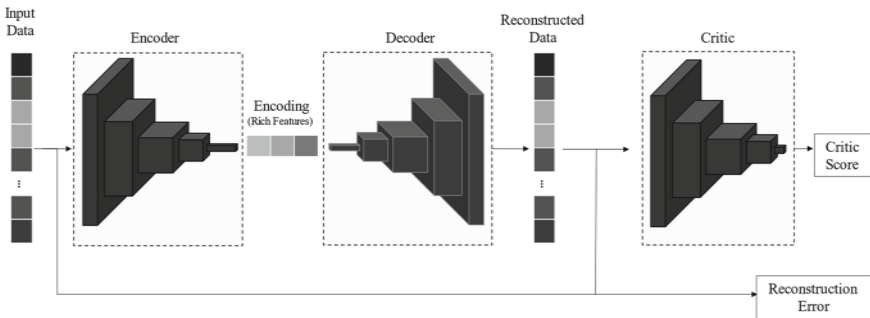 Input
Data
Encoder
Encoding
(Rich Features)
Decoder
Reconstructed
Data
Critic
Critic
Score
Reconstruction
Error
...
...